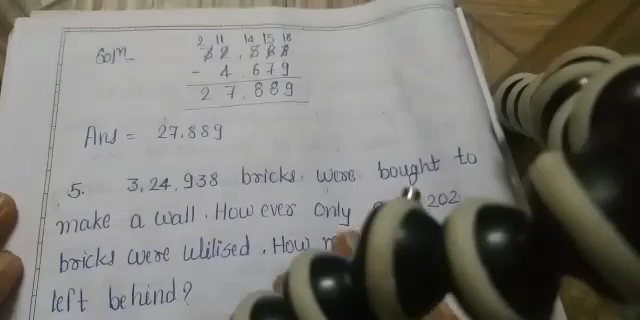 Som
2 11 14 15 18
32.568
- 4.679
27.889
Ans = 27.889
5. 3,24,938 bricks were bought to
make a wall. However only 202
bricks were Utilised. How
left behind?